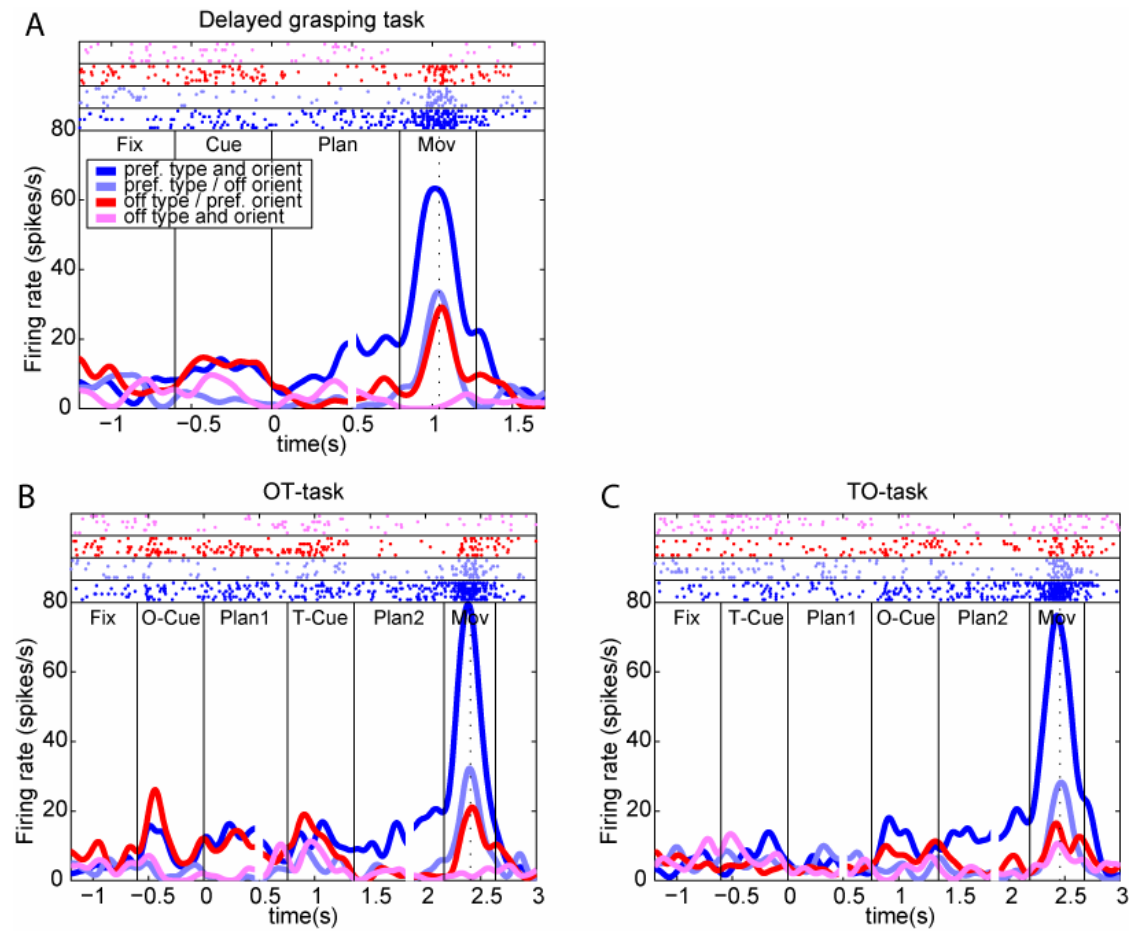 A
Delayed grasping task
80
60
40
20
0
Firing rate (spikes/s)
Fix Cue Plan Mov
pref. type and orient
pref. type / off orient
off type / pref. orient
off type and orient
−1 −0.5 0 0.5 1 1.5
time(s)
B
OT-task
80
60
40
20
0
Firing rate (spikes/s)
Fix O-Cue Plan1 T-Cue Plan2 Mov
−1 −0.5 0 0.5 1 1.5 2 2.5 3
time(s)
C
TO-task
80
60
40
20
0
Firing rate (spikes/s)
Fix T-Cue Plan1 O-Cue Plan2 Mov
−1 −0.5 0 0.5 1 1.5 2 2.5 3
time(s)